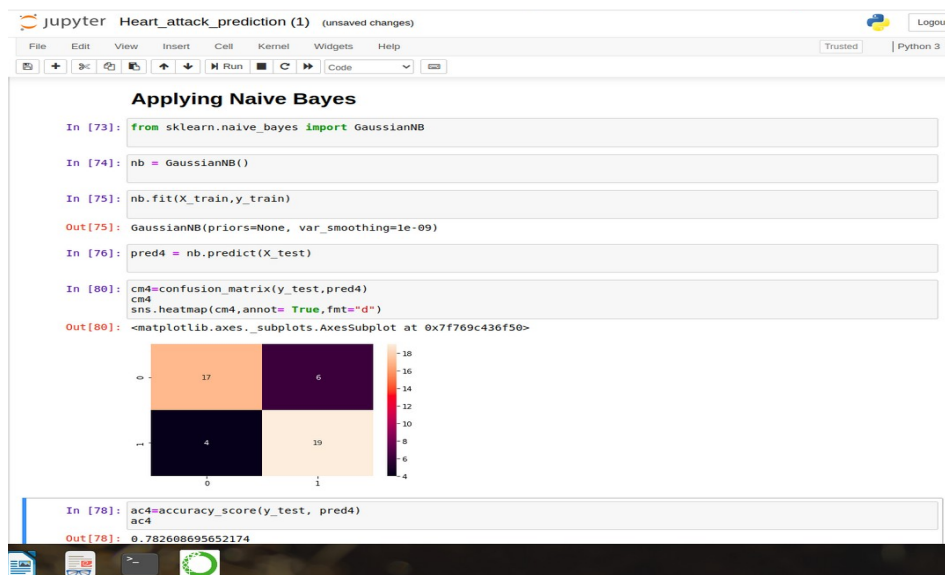 jupyter Heart_attack_prediction (1) (unsaved changes)
Logou
File Edit View Insert Cell Kernel Widgets Help
Trusted Python 3
Run Code
Applying Naive Bayes
In [73]: from sklearn.naive_bayes import GaussianNB
In [74]: nb = GaussianNB()
In [75]: nb.fit(X_train,y_train)
Out[75]: GaussianNB(priors=None, var_smoothing=1e-09)
In [76]: pred4 = nb.predict(X_test)
In [80]: cm4=confusion_matrix(y_test,pred4)
cm4
sns.heatmap(cm4,annot= True,fmt="d")
Out[80]: <matplotlib.axes._subplots.AxesSubplot at 0x7f769c436f50>
0 17 6
1 4 19
0 1
18
16
14
12
10
8
6
4
In [78]: ac4=accuracy_score(y_test, pred4)
ac4
Out[78]: 0.782608695652174
>_